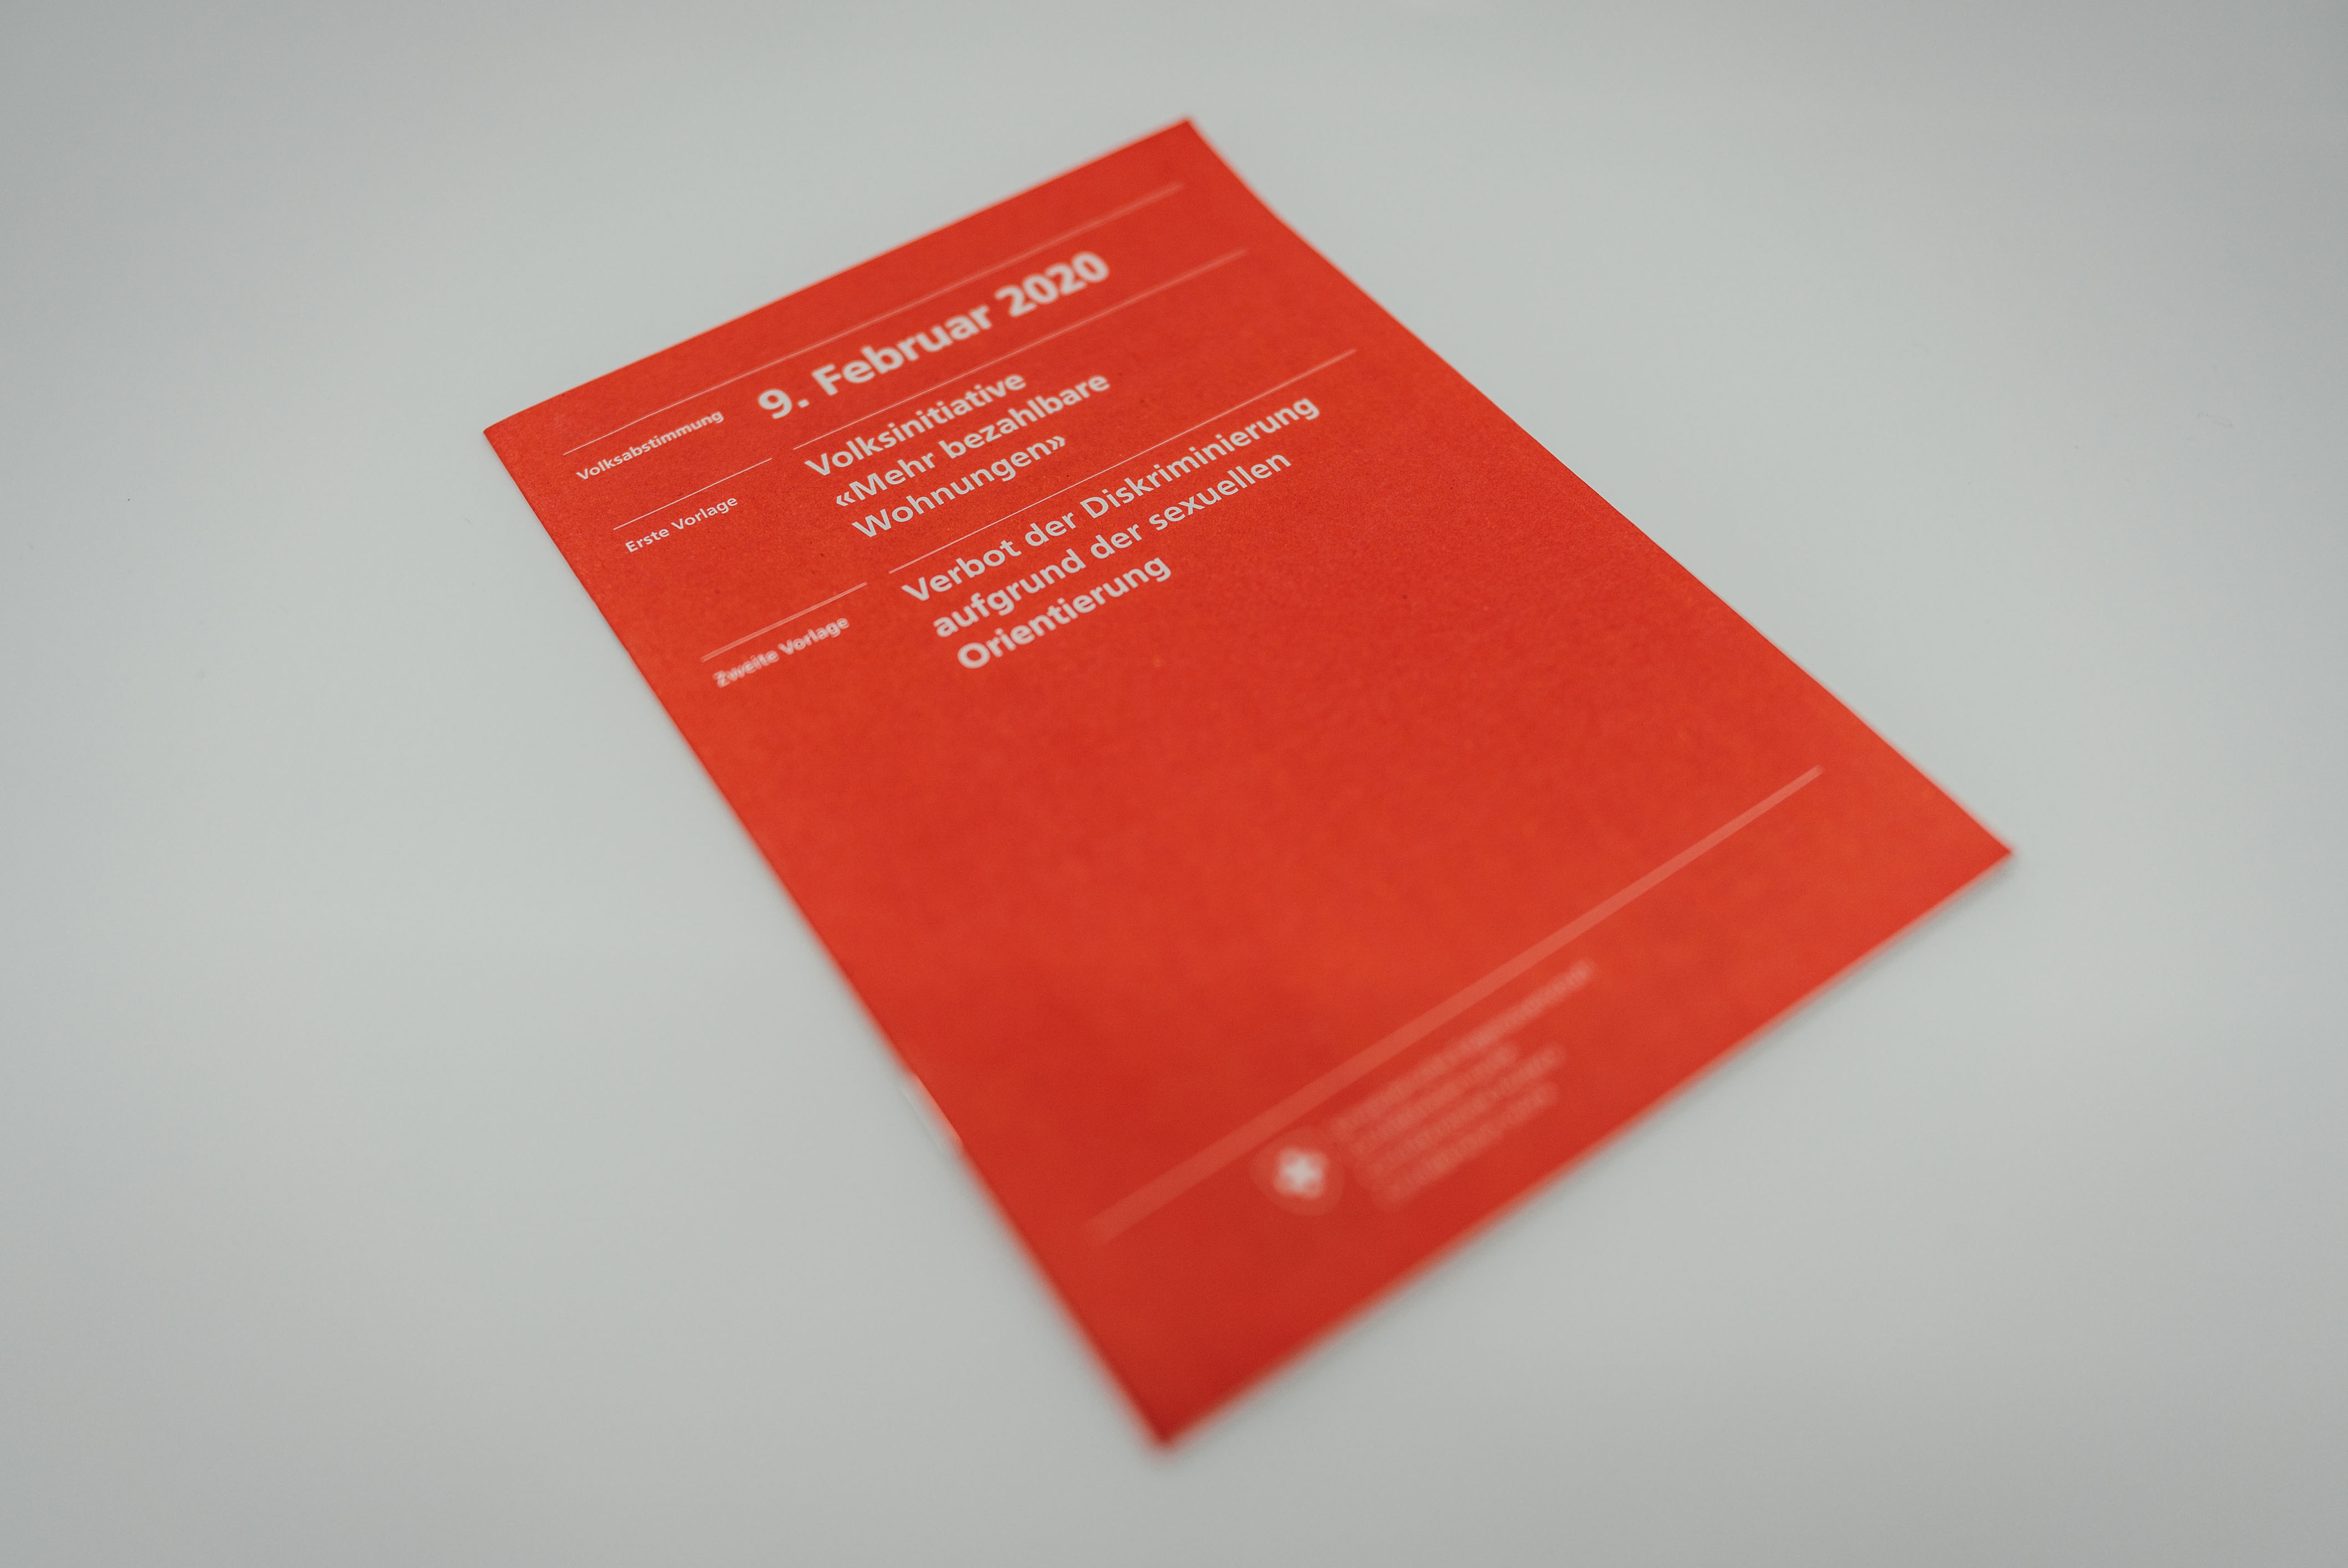 Volksabstimmung
9. Februar 2020
Erste Vorlage
Volksinitiative
«Mehr bezahlbare
Wohnungen»
Zweite Vorlage
Verbot der Diskriminierung
aufgrund der sexuellen
Orientierung